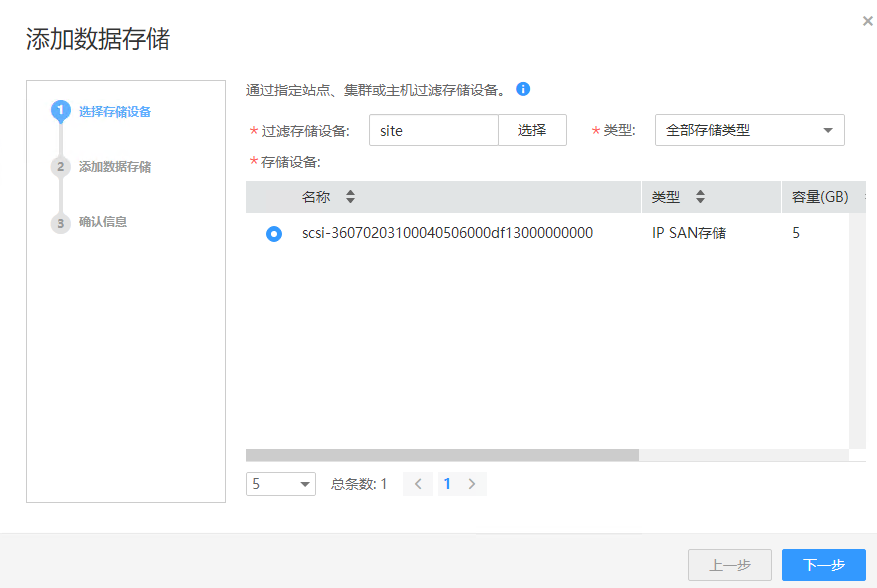 添加数据存储
1 选择存储设备
2 添加数据存储
3 确认信息
通过指定站点、集群或主机过滤存储设备。
*过滤存储设备: site 选择 *类型: 全部存储类型
*存储设备:
名称 类型 容量(GB)
scsi-36070203100040506000df13000000000 IP SAN存储 5
5 总条数: 1 < 1 >
上一步 下一步